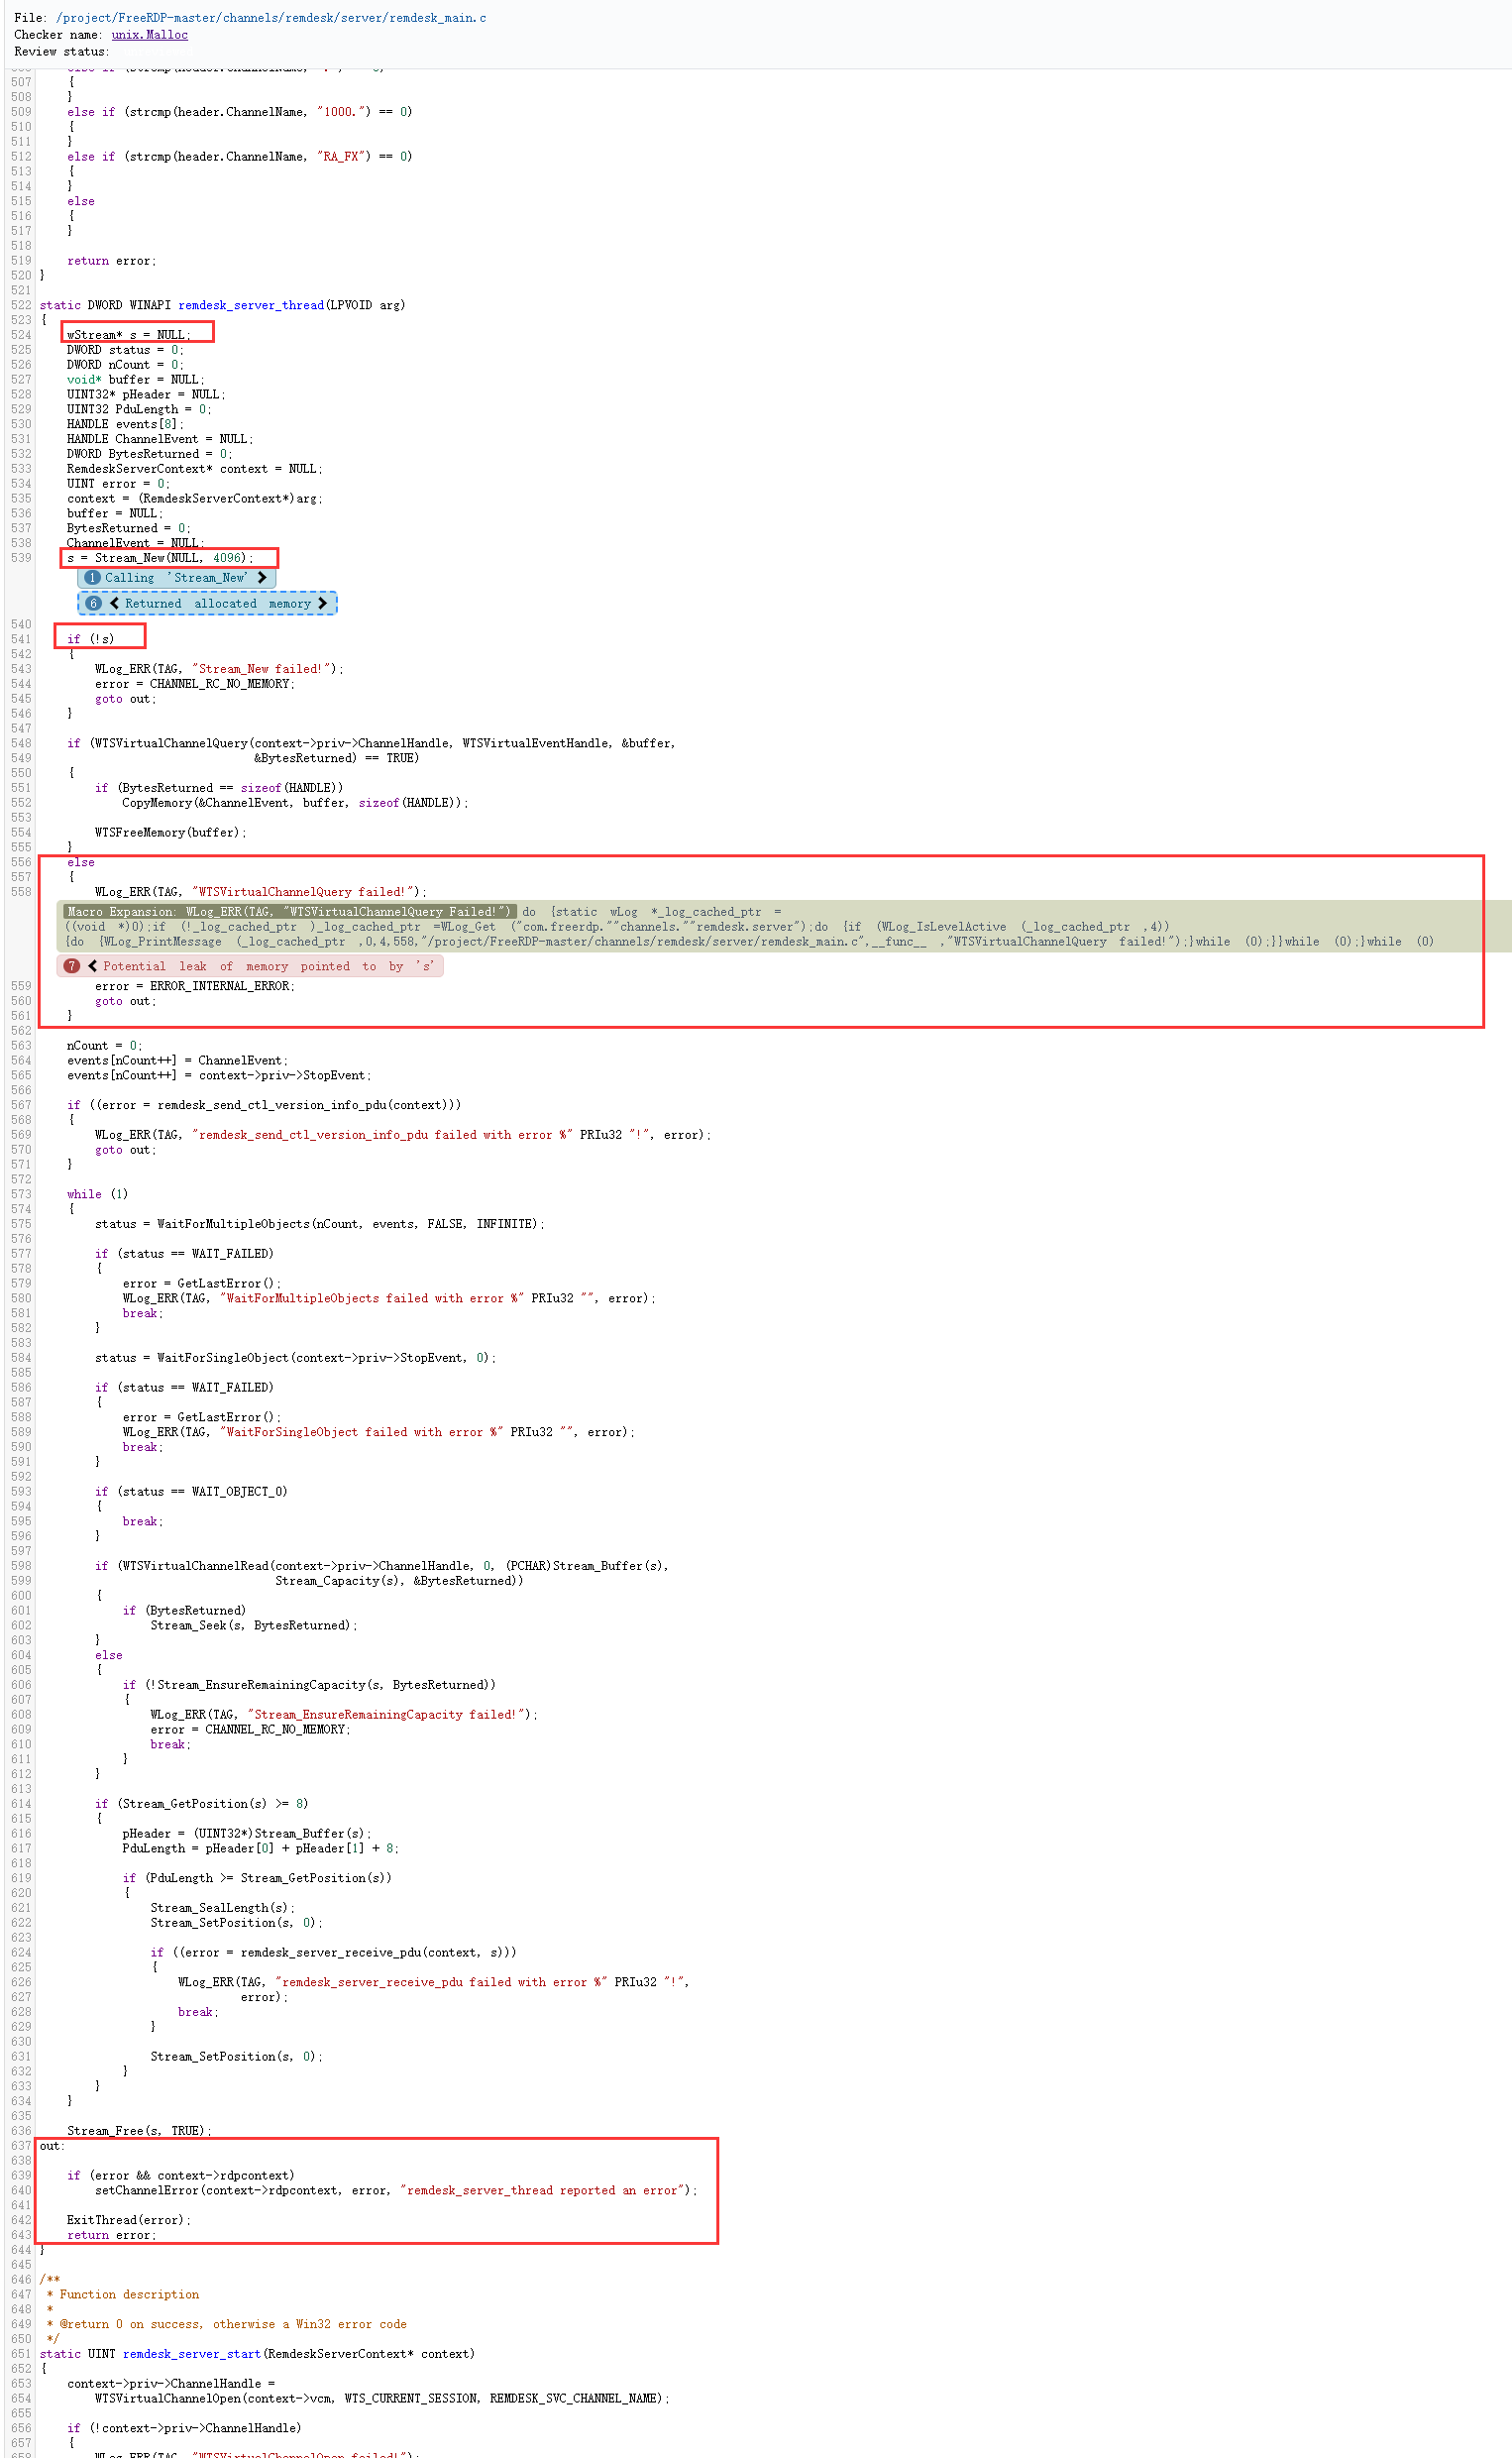 File: /project/FreeRDP-master/channels/remdesk/server/remdesk_main.c
Checker name: unix.Malloc
Review status:
507 {
508 }
509 else if (strcmp(header.ChannelName, "1000.") == 0)
510 {
511 }
512 else if (strcmp(header.ChannelName, "RA_FX") == 0)
513 {
514 }
515 else
516 {
517 }
518
519 return error;
520 }
521
522 static DWORD WINAPI remdesk_server_thread(LPVOID arg)
523 {
524 wStream* s = NULL;
525 DWORD status = 0;
526 DWORD nCount = 0;
527 void* buffer = NULL;
528 UINT32* pHeader = NULL;
529 UINT32 PduLength = 0;
530 HANDLE events[8];
531 HANDLE ChannelEvent = NULL;
532 DWORD BytesReturned = 0;
533 RemdeskServerContext* context = NULL;
534 UINT error = 0;
535 context = (RemdeskServerContext*)arg;
536 buffer = NULL;
537 BytesReturned = 0;
538 ChannelEvent = NULL;
539 s = Stream_New(NULL, 4096);
1 Calling 'Stream_New'
6 Returned allocated memory
540
541 if (!s)
542 {
543 WLog_ERR(TAG, "Stream_New failed!");
544 error = CHANNEL_RC_NO_MEMORY;
545 goto out;
546 }
547
548 if (WTSVirtualChannelQuery(context->priv->ChannelHandle, WTSVirtualEventHandle, &buffer,
549 &BytesReturned) == TRUE)
550 {
551 if (BytesReturned == sizeof(HANDLE))
552 CopyMemory(&ChannelEvent, buffer, sizeof(HANDLE));
553
554 WTSFreeMemory(buffer);
555 }
556 else
557 {
558 WLog_ERR(TAG, "WTSVirtualChannelQuery failed!");
Macro Expansion: WLog_ERR(TAG, "WTSVirtualChannelQuery Failed!") do {static wLog *_log_cached_ptr =
((void *)0);if (!_log_cached_ptr )_log_cached_ptr =WLog_Get ("com.freerdp.""channels.""remdesk.server");do {if (WLog_IsLevelActive (_log_cached_ptr ,4))
{do {WLog_PrintMessage (_log_cached_ptr ,0,4,558,"/project/FreeRDP-master/channels/remdesk/server/remdesk_main.c",__func__ ,"WTSVirtualChannelQuery failed!");}while (0);}}while (0);}while (0)
7 Potential leak of memory pointed to by 's'
559 error = ERROR_INTERNAL_ERROR;
560 goto out;
561 }
562
563 nCount = 0;
564 events[nCount++] = ChannelEvent;
565 events[nCount++] = context->priv->StopEvent;
566
567 if ((error = remdesk_send_ctl_version_info_pdu(context)))
568 {
569 WLog_ERR(TAG, "remdesk_send_ctl_version_info_pdu failed with error %" PRIu32 "!", error);
570 goto out;
571 }
572
573 while (1)
574 {
575 status = WaitForMultipleObjects(nCount, events, FALSE, INFINITE);
576
577 if (status == WAIT_FAILED)
578 {
579 error = GetLastError();
580 WLog_ERR(TAG, "WaitForMultipleObjects failed with error %" PRIu32 "", error);
581 break;
582 }
583
584 status = WaitForSingleObject(context->priv->StopEvent, 0);
585
586 if (status == WAIT_FAILED)
587 {
588 error = GetLastError();
589 WLog_ERR(TAG, "WaitForSingleObject failed with error %" PRIu32 "", error);
590 break;
591 }
592
593 if (status == WAIT_OBJECT_0)
594 {
595 break;
596 }
597
598 if (WTSVirtualChannelRead(context->priv->ChannelHandle, 0, (PCHAR)Stream_Buffer(s),
599 Stream_Capacity(s), &BytesReturned))
600 {
601 if (BytesReturned)
602 Stream_Seek(s, BytesReturned);
603 }
604 else
605 {
606 if (!Stream_EnsureRemainingCapacity(s, BytesReturned))
607 {
608 WLog_ERR(TAG, "Stream_EnsureRemainingCapacity failed!");
609 error = CHANNEL_RC_NO_MEMORY;
610 break;
611 }
612 }
613
614 if (Stream_GetPosition(s) >= 8)
615 {
616 pHeader = (UINT32*)Stream_Buffer(s);
617 PduLength = pHeader[0] + pHeader[1] + 8;
618
619 if (PduLength >= Stream_GetPosition(s))
620 {
621 Stream_SealLength(s);
622 Stream_SetPosition(s, 0);
623
624 if ((error = remdesk_server_receive_pdu(context, s)))
625 {
626 WLog_ERR(TAG, "remdesk_server_receive_pdu failed with error %" PRIu32 "!",
627 error);
628 break;
629 }
630
631 Stream_SetPosition(s, 0);
632 }
633 }
634 }
635
636 Stream_Free(s, TRUE);
637 out:
638
639 if (error && context->rdpcontext)
640 setChannelError(context->rdpcontext, error, "remdesk_server_thread reported an error");
641
642 ExitThread(error);
643 return error;
644 }
645
646 /**
647 * Function description
648 *
649 * @return 0 on success, otherwise a Win32 error code
650 */
651 static UINT remdesk_server_start(RemdeskServerContext* context)
652 {
653 context->priv->ChannelHandle =
654 WTSVirtualChannelOpen(context->vcm, WTS_CURRENT_SESSION, REMDESK_SVC_CHANNEL_NAME);
655
656 if (!context->priv->ChannelHandle)
657 {
658 WLog_ERR(TAG, "WTSVirtualChannelOpen failed!");